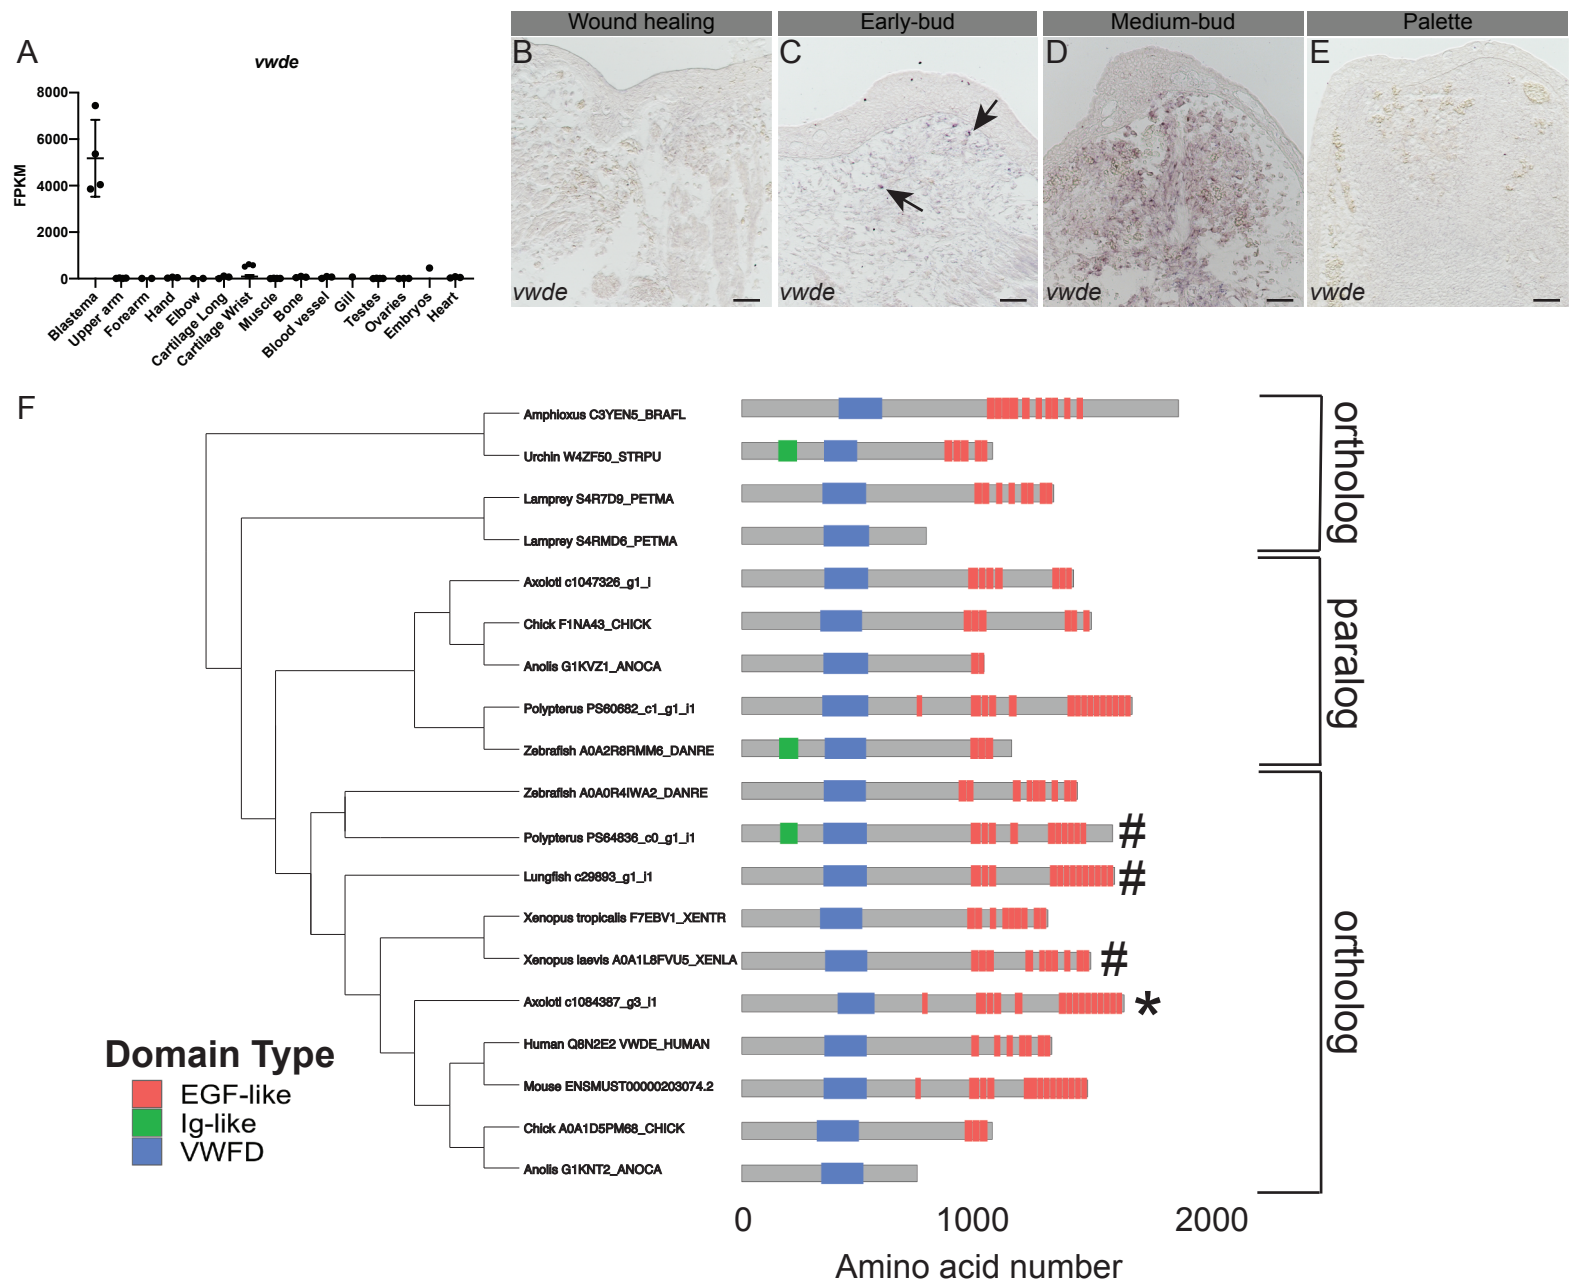 A
vwde
8000
6000
4000
2000
0
FPKM
Blastema
Upper arm
Forearm
Hand
Elbow
Cartilage Long
Cartilage Wrist
Muscle
Bone
Blood vessel
Gill
Testes
Ovaries
Embryos
Heart
Wound healing
B
vwde
Early-bud
C
vwde
Medium-bud
D
vwde
Palette
E
vwde
F
Amphioxus C3YEN5_BRAFL
Urchin W4ZF50_STRPU
Lamprey S4R7D9_PETMA
Lamprey S4RMD6_PETMA
Axolotl c1047326_g1_i
Chick F1NA43_CHICK
Anolis G1KVZ1_ANOCA
Polypterus PS60682_c1_g1_i1
Zebrafish A0A2R8RMM6_DANRE
Zebrafish A0A0R4IWA2_DANRE
Polypterus PS64836_c0_g1_i1 #
Lungfish c29893_g1_i1 #
Xenopus tropicalis F7EBV1_XENTR
Xenopus laevis A0A1L8FVU5_XENLA #
Axolotl c1084387_g3_i1 *
Human Q8N2E2 VWDE_HUMAN
Mouse ENSMUST00000203074.2
Chick A0A1D5PM68_CHICK
Anolis G1KNT2_ANOCA
ortholog
paralog
ortholog
Domain Type
EGF-like
Ig-like
VWFD
0 1000 2000
Amino acid number